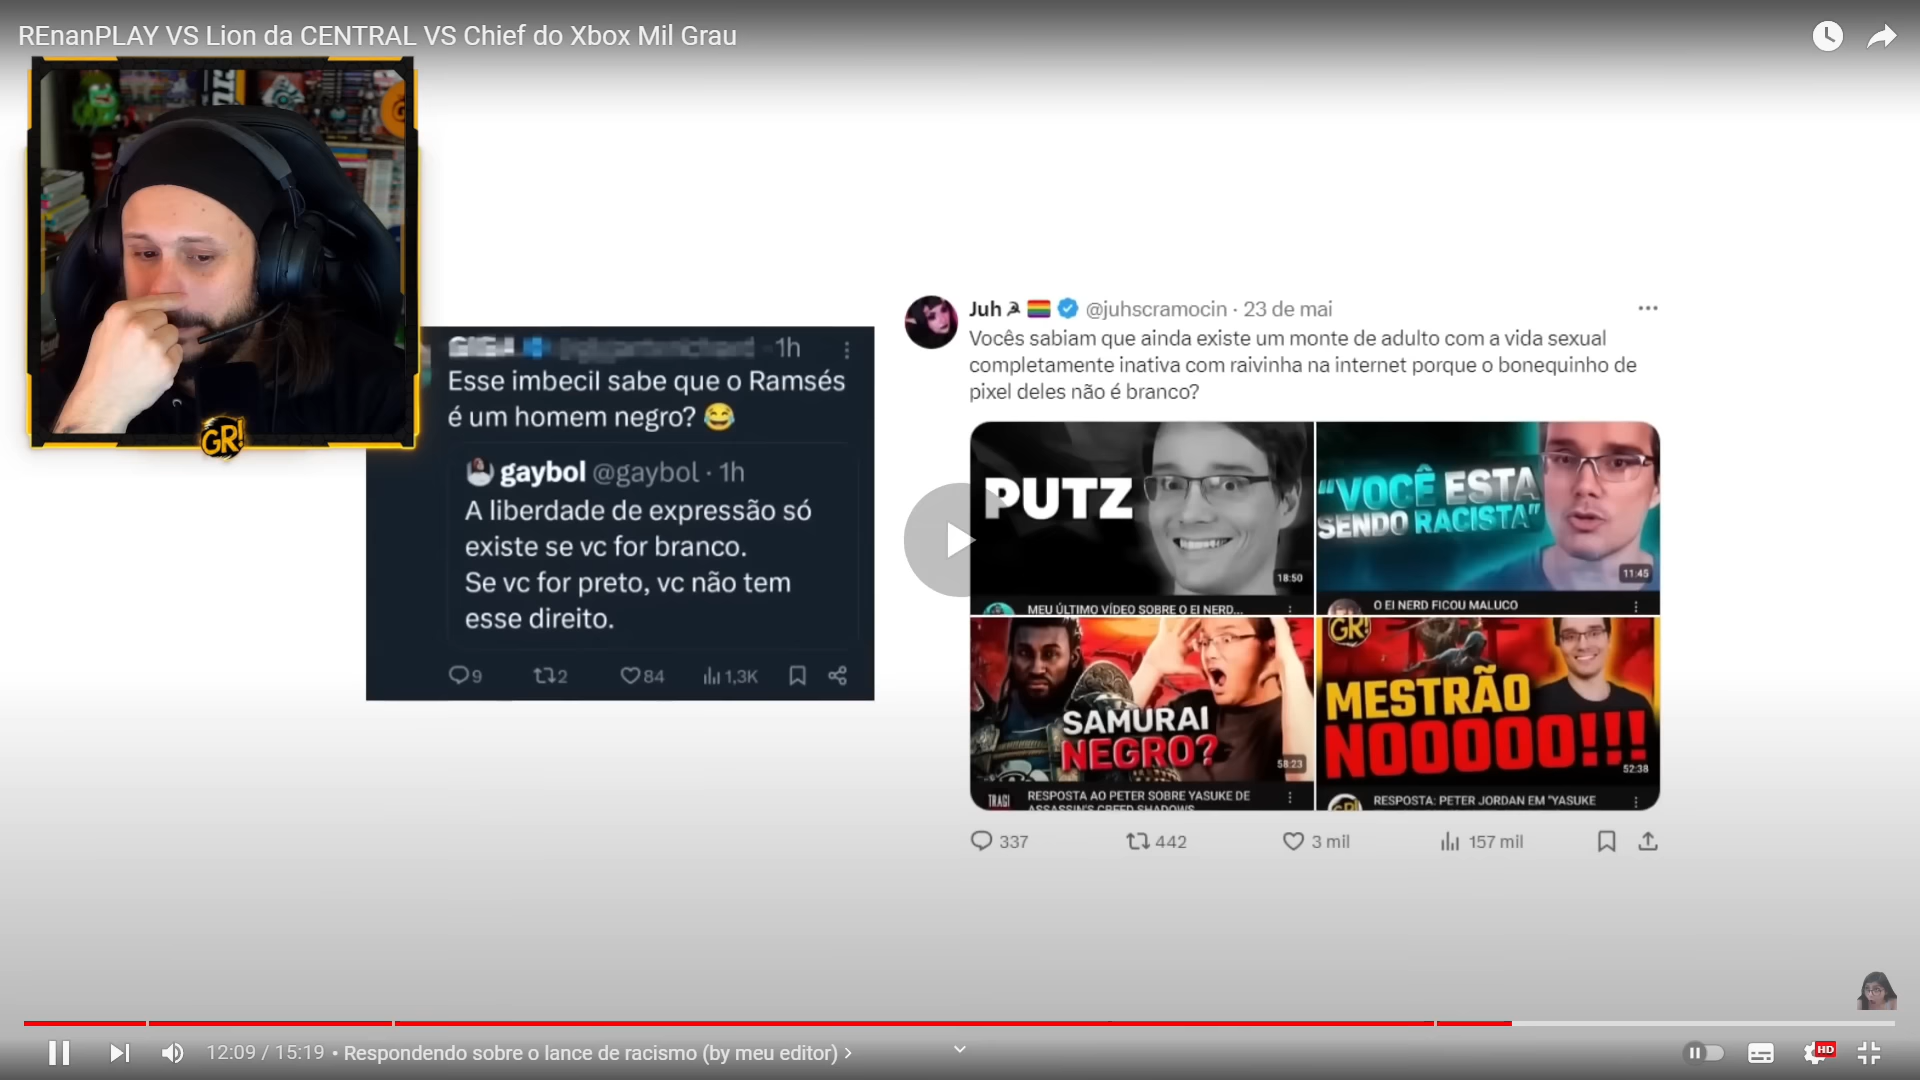 REnanPLAY VS Lion da CENTRAL VS Chief do Xbox Mil Grau
GR!
1h
Esse imbecil sabe que o Ramsés
é um homem negro? 😂
gaybol @gaybol · 1h
A liberdade de expressão só
existe se vc for branco.
Se vc for preto, vc não tem
esse direito.
9 2 84 1,3K
Juh @juhscramocin · 23 de mai
Vocês sabiam que ainda existe um monte de adulto com a vida sexual
completamente inativa com raivinha na internet porque o bonequinho de
pixel deles não é branco?
PUTZ
18:50
MEU ÚLTIMO VÍDEO SOBRE O EI NERD...
"VOCÊ ESTA
SENDO RACISTA"
11:45
O EI NERD FICOU MALUCO
SAMURAI
NEGRO?
58:23
TRAGI
RESPOSTA AO PETER SOBRE YASUKE DE
ASSASSIN'S CREED SHADOWS
GR!
MESTRÃO
NOOOOO!!!
52:38
GR!
RESPOSTA: PETER JORDAN EM "YASUKE
337 442 3 mil 157 mil
12:09 / 15:19 • Respondendo sobre o lance de racismo (by meu editor) ›
HD